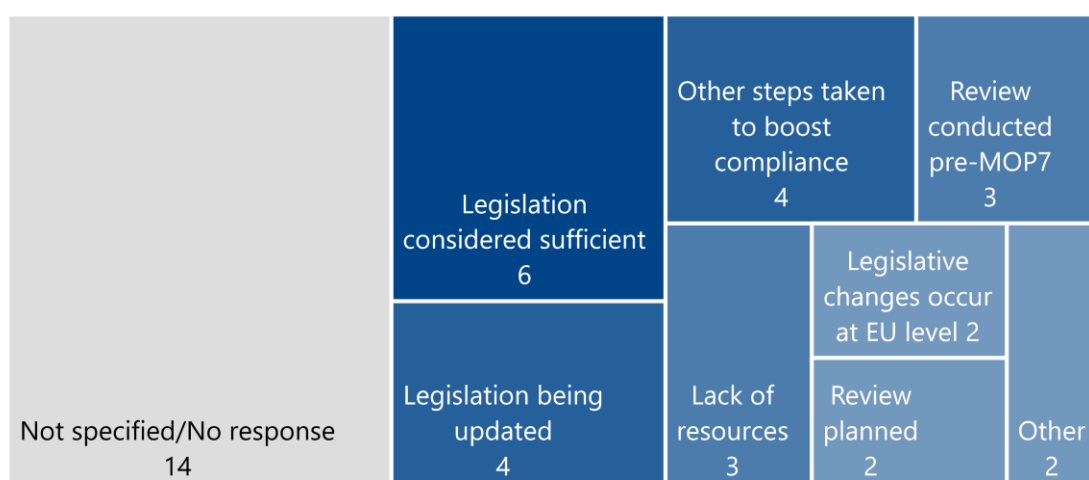 Not specified/No response
14
Legislation
considered sufficient
6
Legislation being
updated
4
Other steps taken
to boost
compliance
4
Review
conducted
pre-MOP7
3
Lack of
resources
3
Legislative
changes occur
at EU level 2
Review
planned
2
Other
2